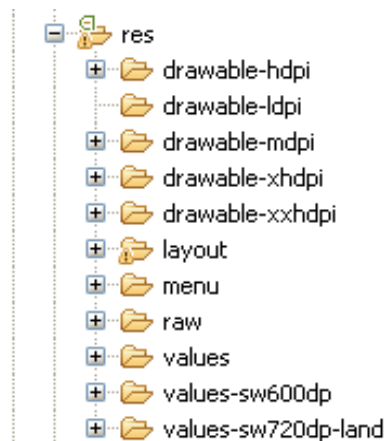 res
drawable-hdpi
drawable-ldpi
drawable-mdpi
drawable-xhdpi
drawable-xxhdpi
layout
menu
raw
values
values-sw600dp
values-sw720dp-land